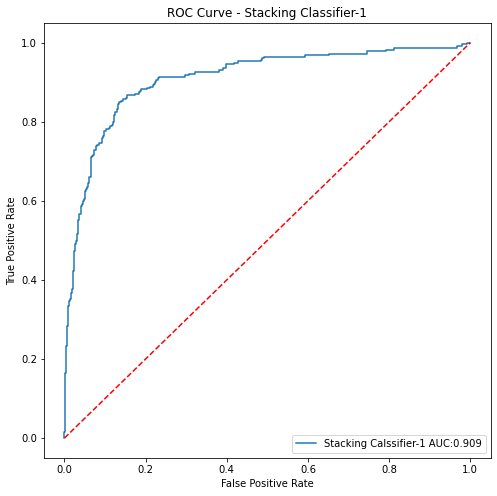 ROC Curve - Stacking Classifier-1
True Positive Rate
1.0
0.8
0.6
0.4
0.2
0.0
Stacking Calssifier-1 AUC:0.909
0.0 0.2 0.4 0.6 0.8 1.0
False Positive Rate